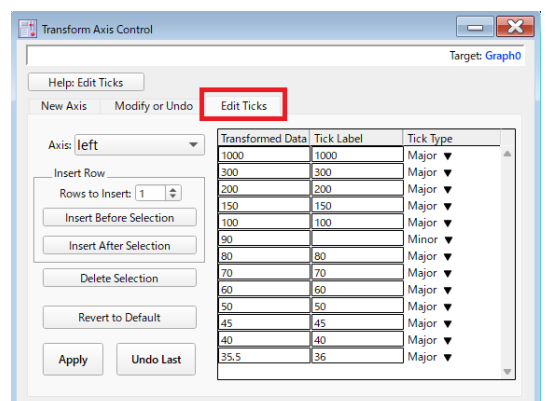 Transform Axis Control
Target: Graph0
Help: Edit Ticks
New Axis Modify or Undo Edit Ticks
Axis: left
Insert Row
Rows to Insert: 1
Insert Before Selection
Insert After Selection
Delete Selection
Revert to Default
Apply Undo Last
Transformed Data Tick Label Tick Type
1000 1000 Major ▼
300 300 Major ▼
200 200 Major ▼
150 150 Major ▼
100 100 Major ▼
90 Minor ▼
80 80 Major ▼
70 70 Major ▼
60 60 Major ▼
50 50 Major ▼
45 45 Major ▼
40 40 Major ▼
35.5 36 Major ▼